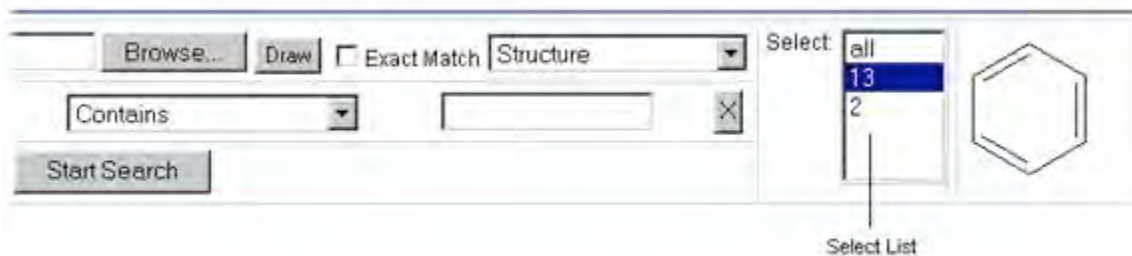 Browse... Draw Exact Match Structure Select: all
13
Contains X 2
Start Search
Select List